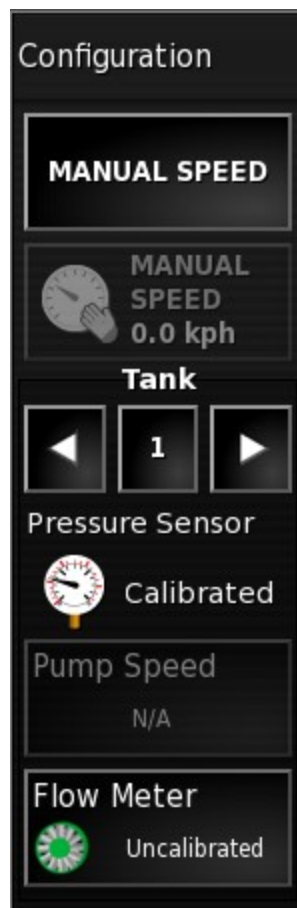 Configuration
MANUAL SPEED
MANUAL
SPEED
0.0 kph
Tank
1
Pressure Sensor
Calibrated
Pump Speed
N/A
Flow Meter
Uncalibrated